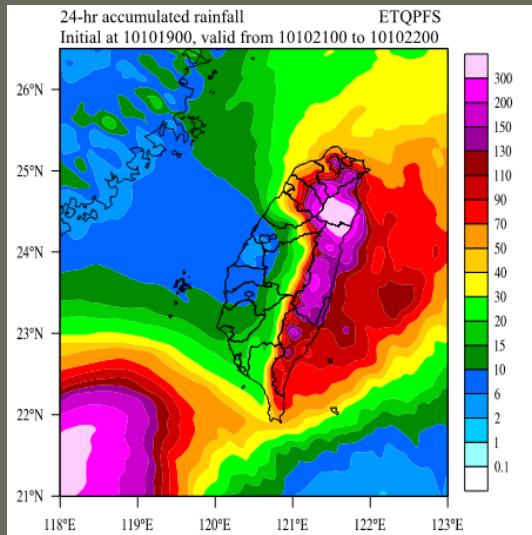 24-hr accumulated rainfall ETQPFS
Initial at 10101900, valid from 10102100 to 10102200
26°N
25°N
24°N
23°N
22°N
21°N
118°E 119°E 120°E 121°E 122°E 123°E
300
200
150
130
110
90
70
50
40
30
20
15
10
6
2
1
0.1